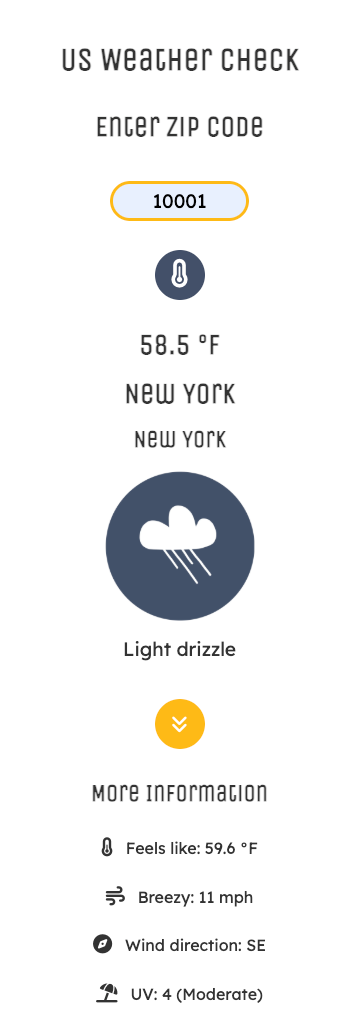 US Weather Check
Enter ZIP Code
10001
58.5 °F
New York
New York
Light drizzle
More Information
Feels like: 59.6 °F
Breezy: 11 mph
Wind direction: SE
UV: 4 (Moderate)